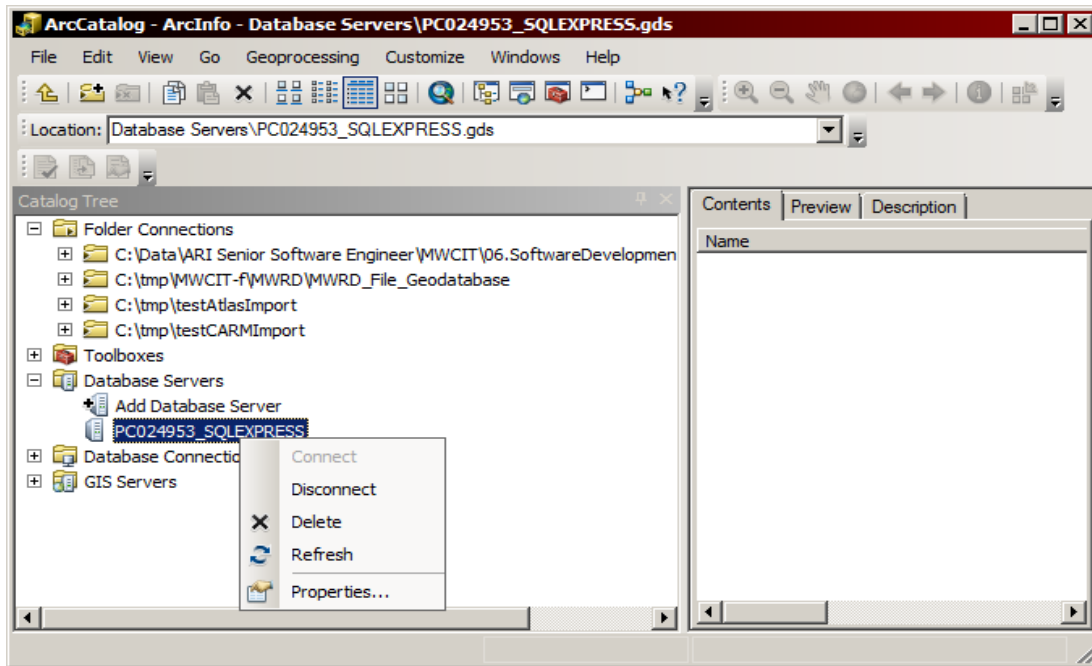 ArcCatalog - ArcInfo - Database Servers\PC024953_SQLEXPRESS.gds
File Edit View Go Geoprocessing Customize Windows Help
Location: Database Servers\PC024953_SQLEXPRESS.gds
Catalog Tree
Folder Connections
C:\Data\ARI Senior Software Engineer\MWCIT\06.SoftwareDevelopmen
C:\tmp\MWCIT-f\MWRD\MWRD_File_Geodatabase
C:\tmp\testAtlasImport
C:\tmp\testCARMImport
Toolboxes
Database Servers
Add Database Server
PC024953_SQLEXPRESS
Database Connectio
GIS Servers
Connect
Disconnect
Delete
Refresh
Properties...
Contents Preview Description
Name